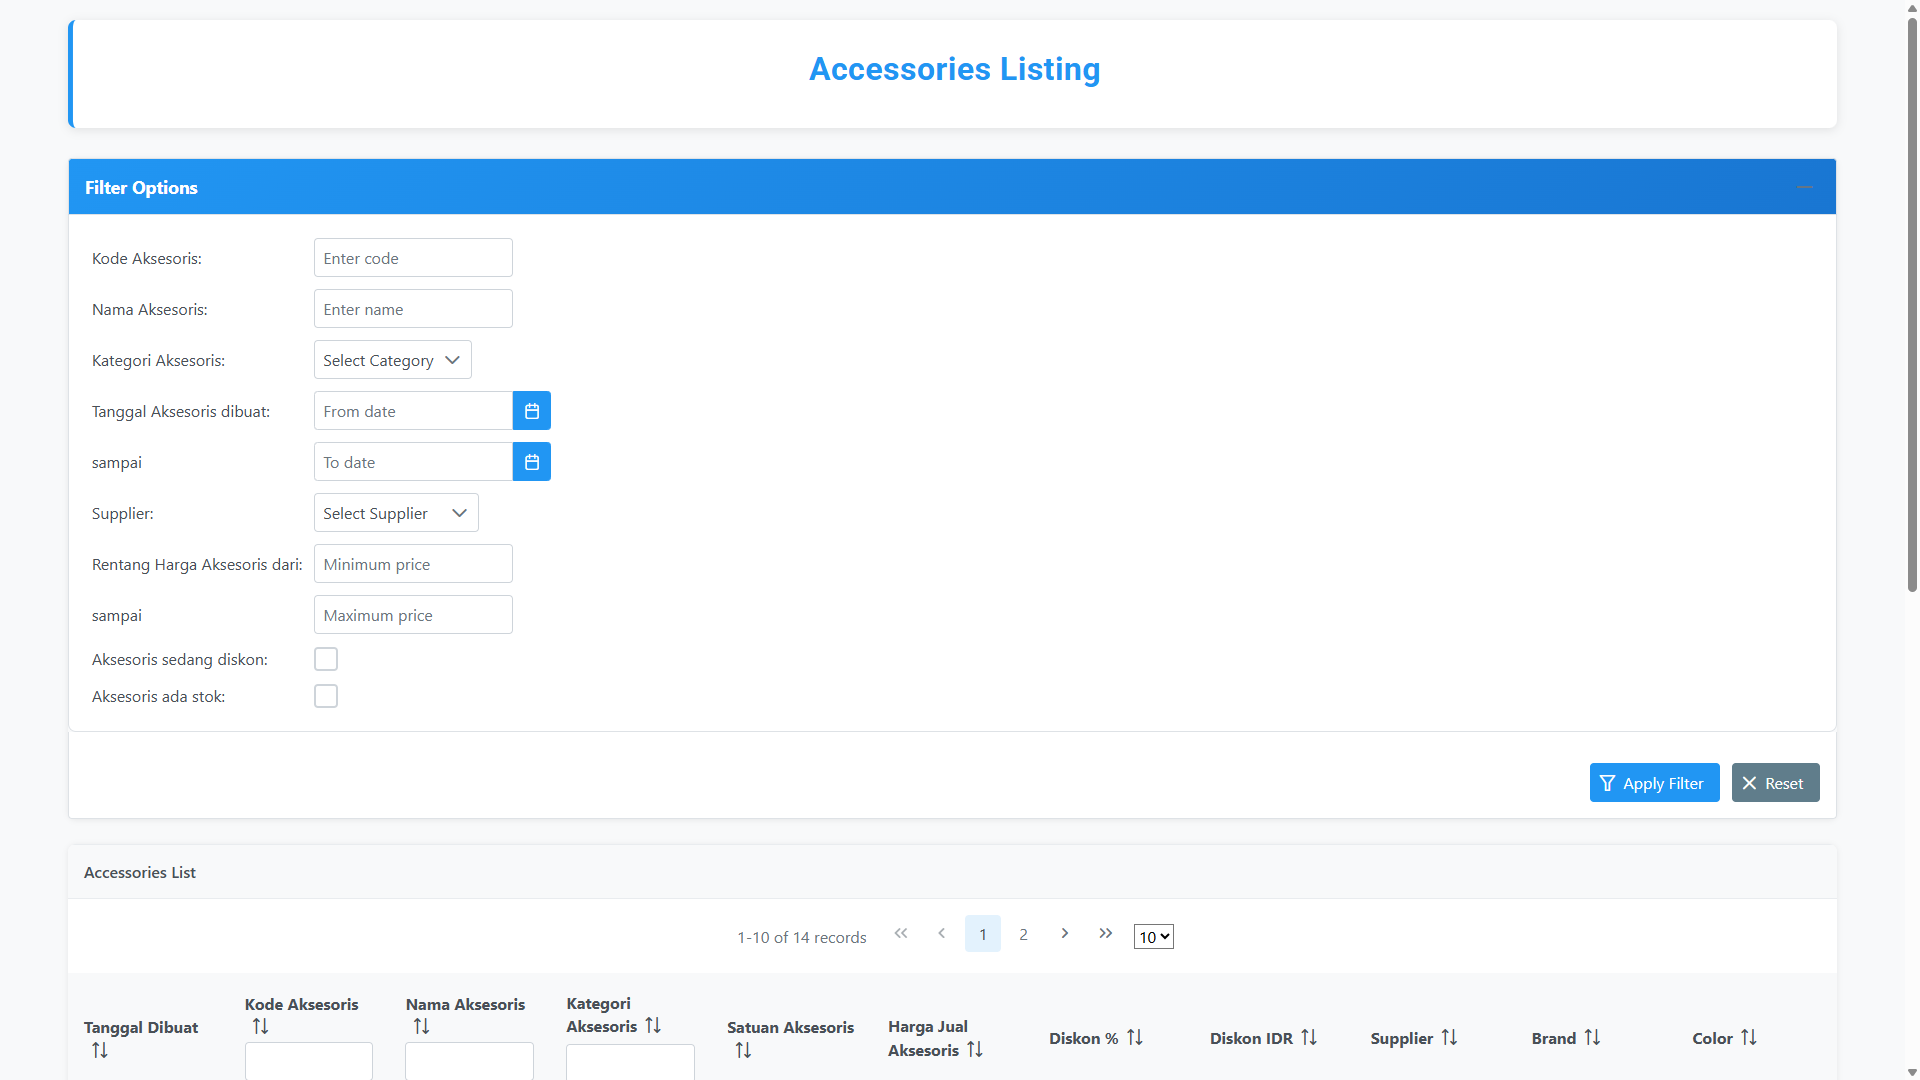 Accessories Listing
Filter Options
Kode Aksesoris:
Enter code
Nama Aksesoris:
Enter name
Kategori Aksesoris:
Select Category
Tanggal Aksesoris dibuat:
From date
sampai
To date
Supplier:
Select Supplier
Rentang Harga Aksesoris dari:
Minimum price
sampai
Maximum price
Aksesoris sedang diskon:
Aksesoris ada stok:
Apply Filter
Reset
Accessories List
1-10 of 14 records
1
2
10
Tanggal Dibuat
Kode Aksesoris
Nama Aksesoris
Kategori
Aksesoris
Satuan Aksesoris
Harga Jual
Aksesoris
Diskon %
Diskon IDR
Supplier
Brand
Color